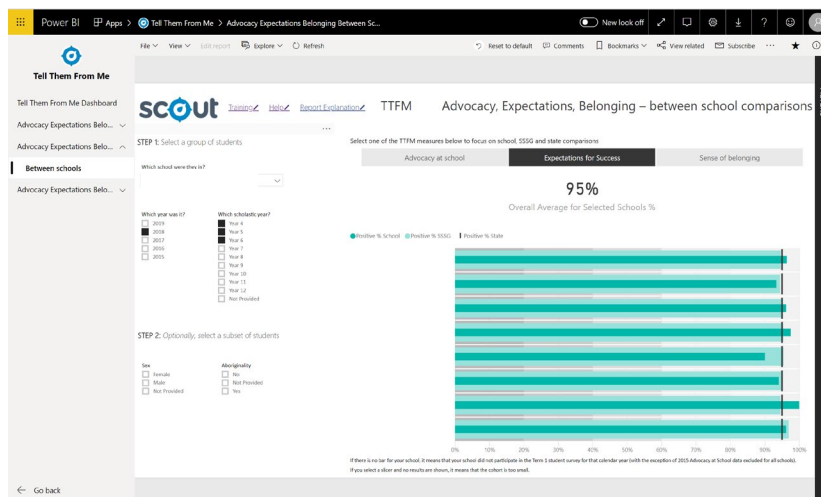 Power BI Apps > Tell Them From Me > Advocacy Expectations Belonging Between Sc... New look off ?
File View Edit report Explore Refresh Reset to default Comments Bookmarks View related Subscribe ...
Tell Them From Me
Tell Them From Me Dashboard
Advocacy Expectations Belo...
Advocacy Expectations Belo...
Between schools
Advocacy Expectations Belo...
Go back
scout Training Help Report Explanation TTFM Advocacy, Expectations, Belonging – between school comparisons
STEP 1: Select a group of students
Which school were they in?
Which year was it?
2019
2018
2017
2016
2015
Which scholastic year?
Year 4
Year 5
Year 6
Year 7
Year 8
Year 9
Year 10
Year 11
Year 12
Not Provided
STEP 2: Optionally, select a subset of students
Sex
Female
Male
Not Provided
Aboriginality
No
Not Provided
Yes
Select one of the TTFM measures below to focus on school, SSSG and state comparisons
Advocacy at school Expectations for Success Sense of belonging
95%
Overall Average for Selected Schools %
Positive % School Positive % SSSG Positive % State
0% 10% 20% 30% 40% 50% 60% 70% 80% 90% 100%
If there is no bar for your school, it means that your school did not participate in the Term 1 student survey for that calendar year (with the exception of 2015 Advocacy at School data excluded for all schools).
If you select a slicer and no results are shown, it means that the cohort is too small.